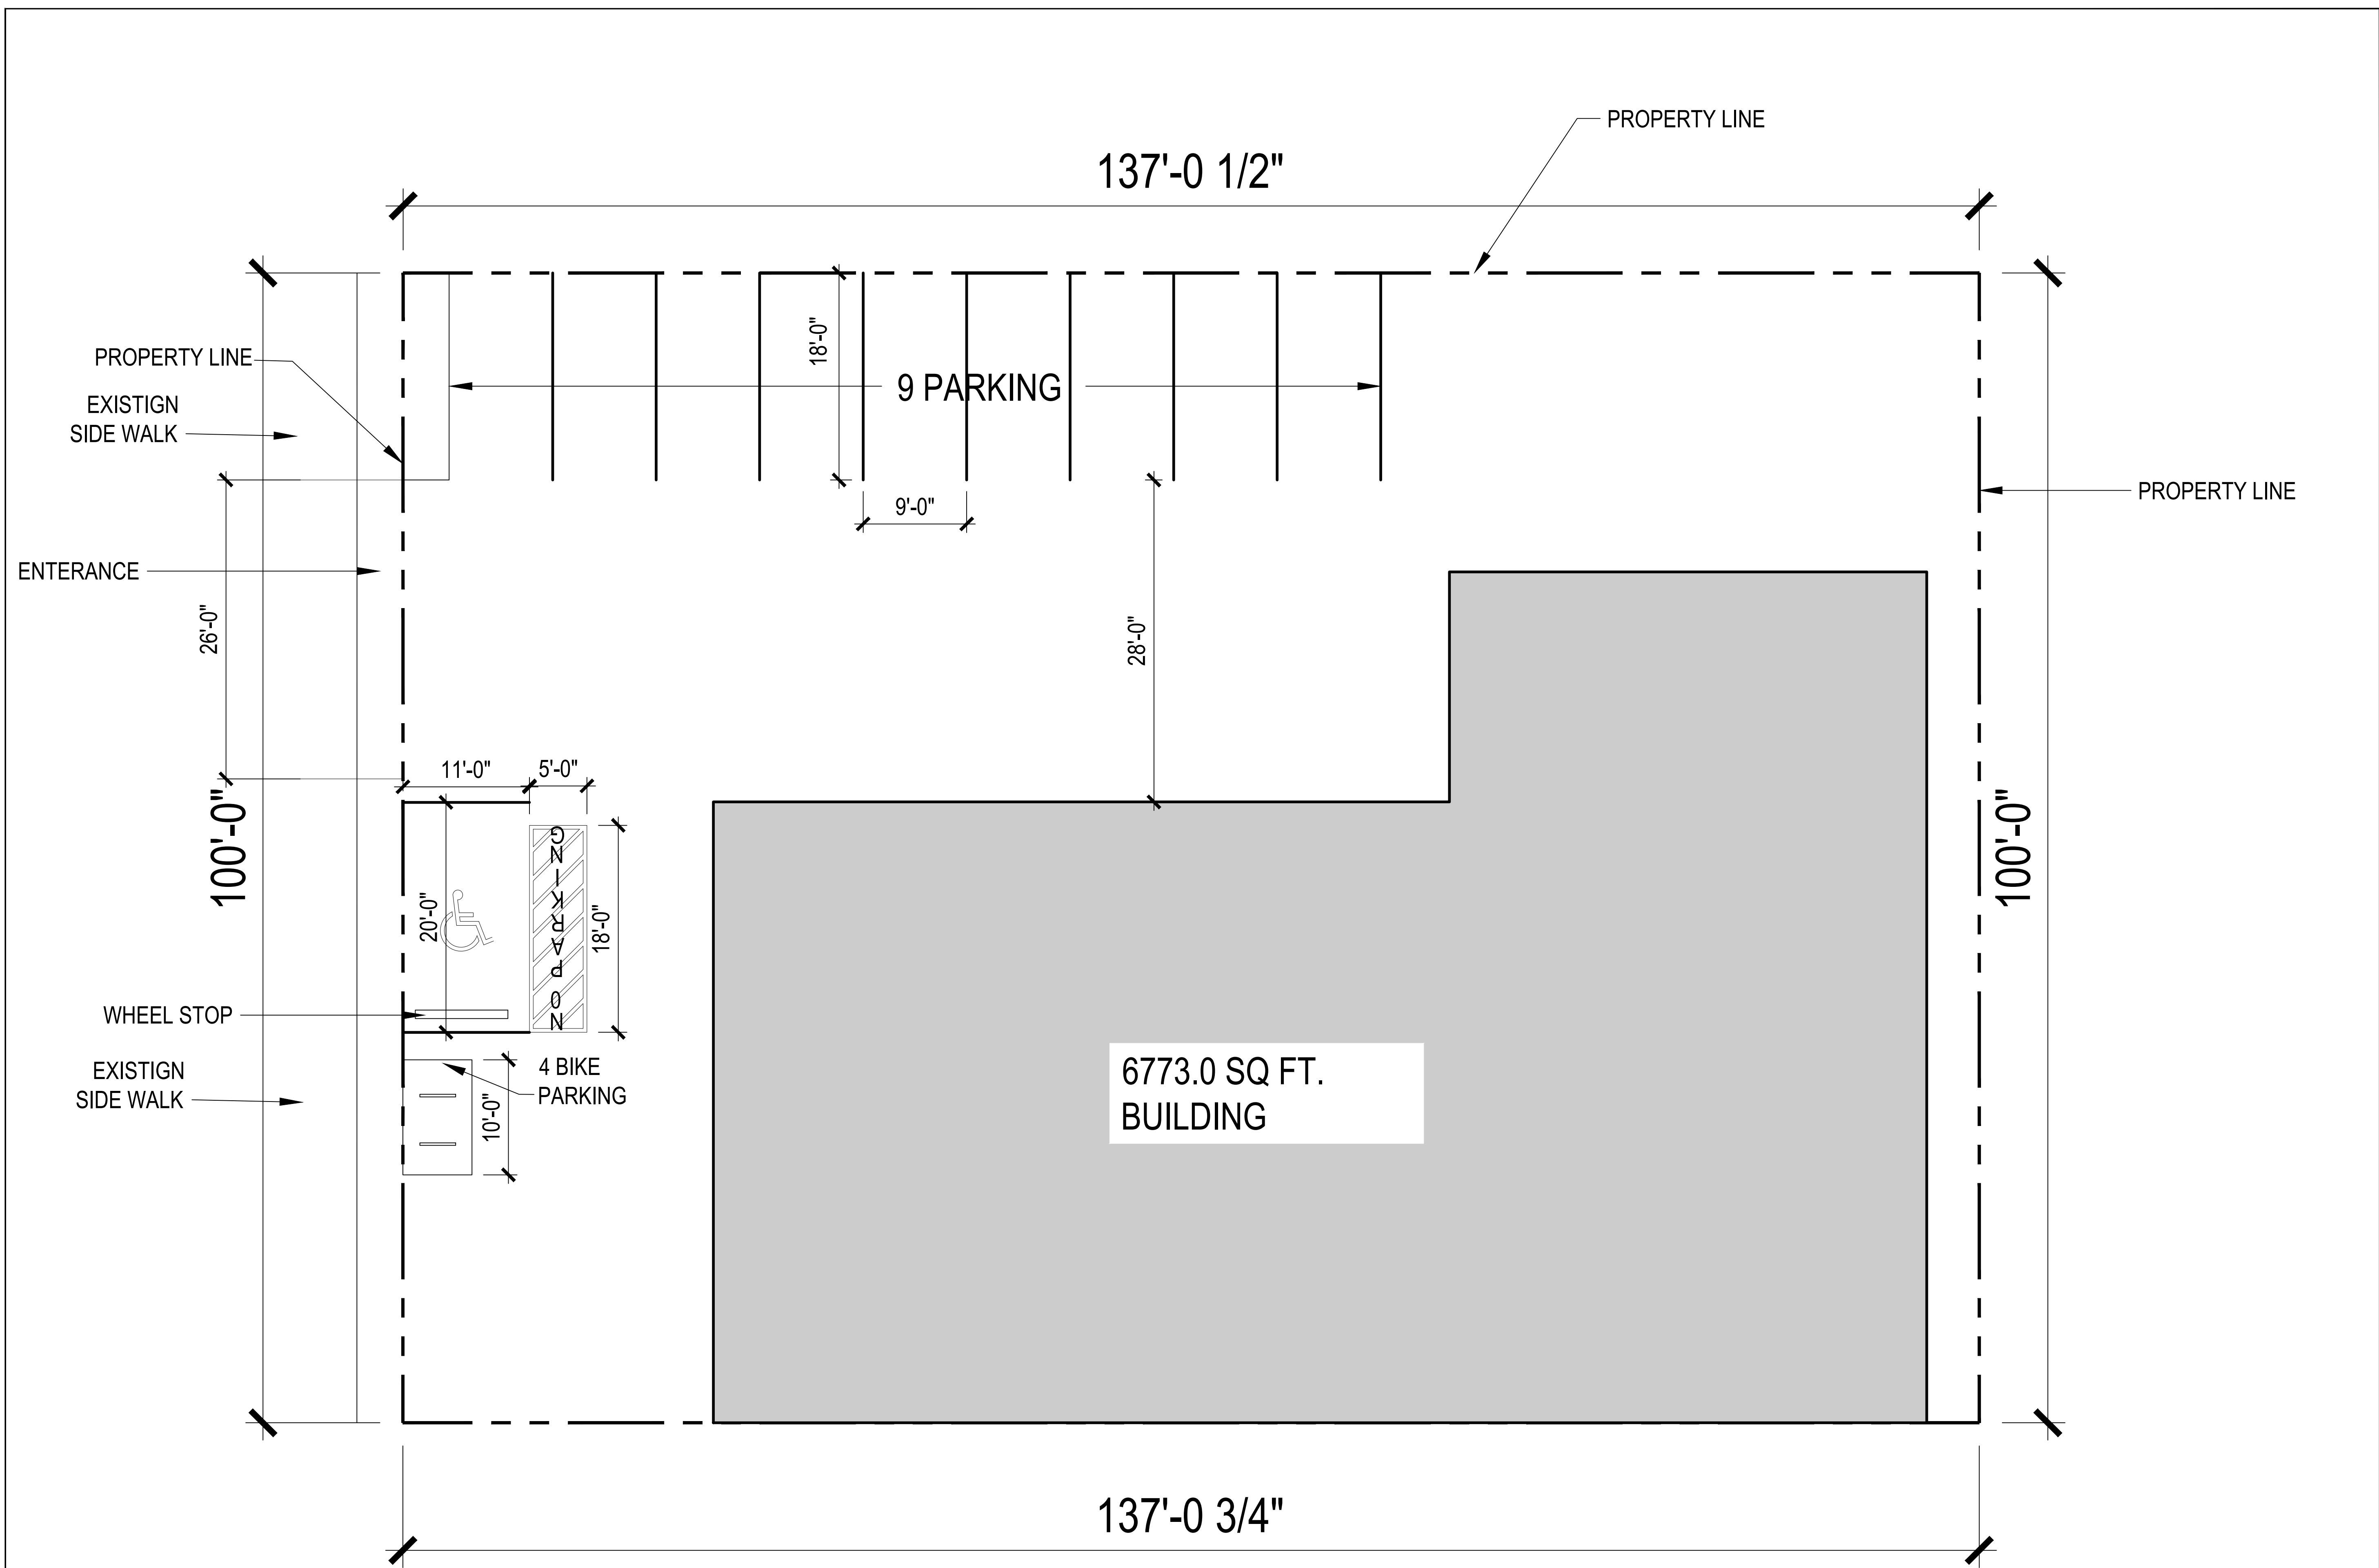 PROPERTY LINE
137'-0 1/2"
18'-0"
PROPERTY LINE
9 PARKING
EXISTIGN
SIDE WALK
PROPERTY LINE
9'-0"
ENTERANCE
26'-0"
28'-0"
11'-0"
5'-0"
100'-0"
100'-0"
20'-0"
NO PARKING
18'-0"
WHEEL STOP
4 BIKE
PARKING
EXISTIGN
SIDE WALK
10'-0"
6773.0 SQ FT.
BUILDING
137'-0 3/4"